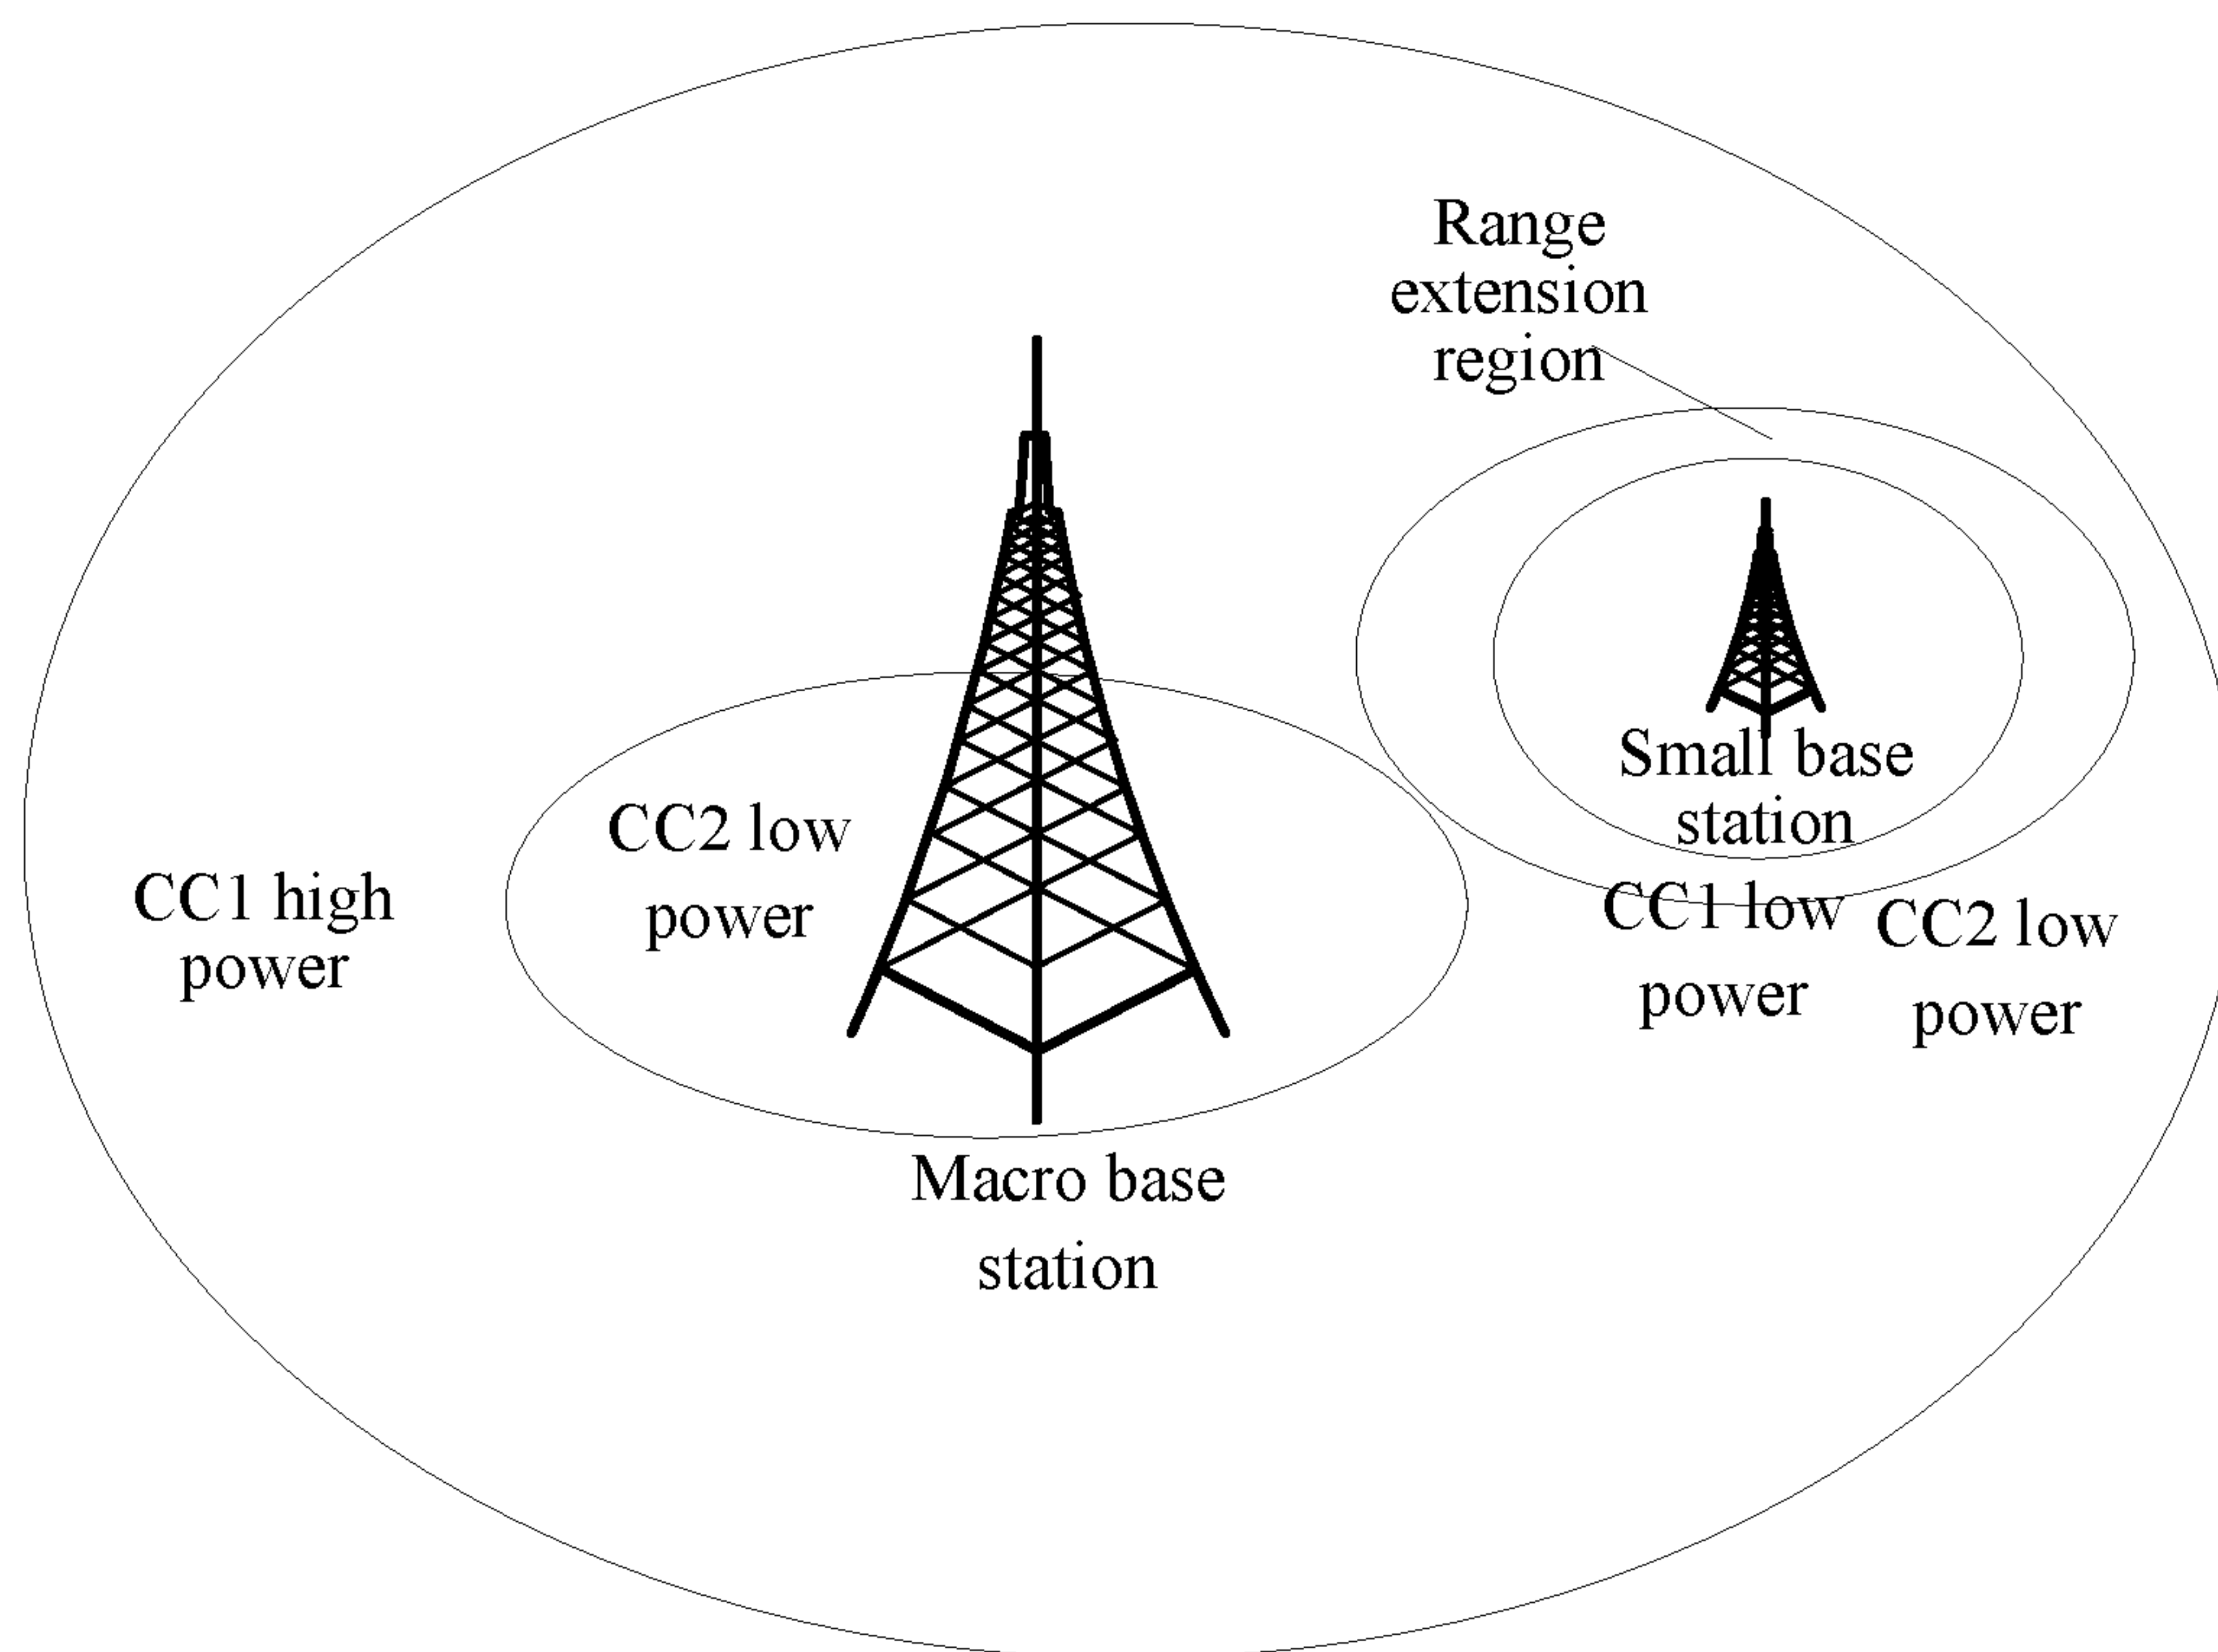 Range
extension
region
Small base
station
CC2 low
power
CC1 high
power
CC1 low
power
CC2 low
power
Macro base
station